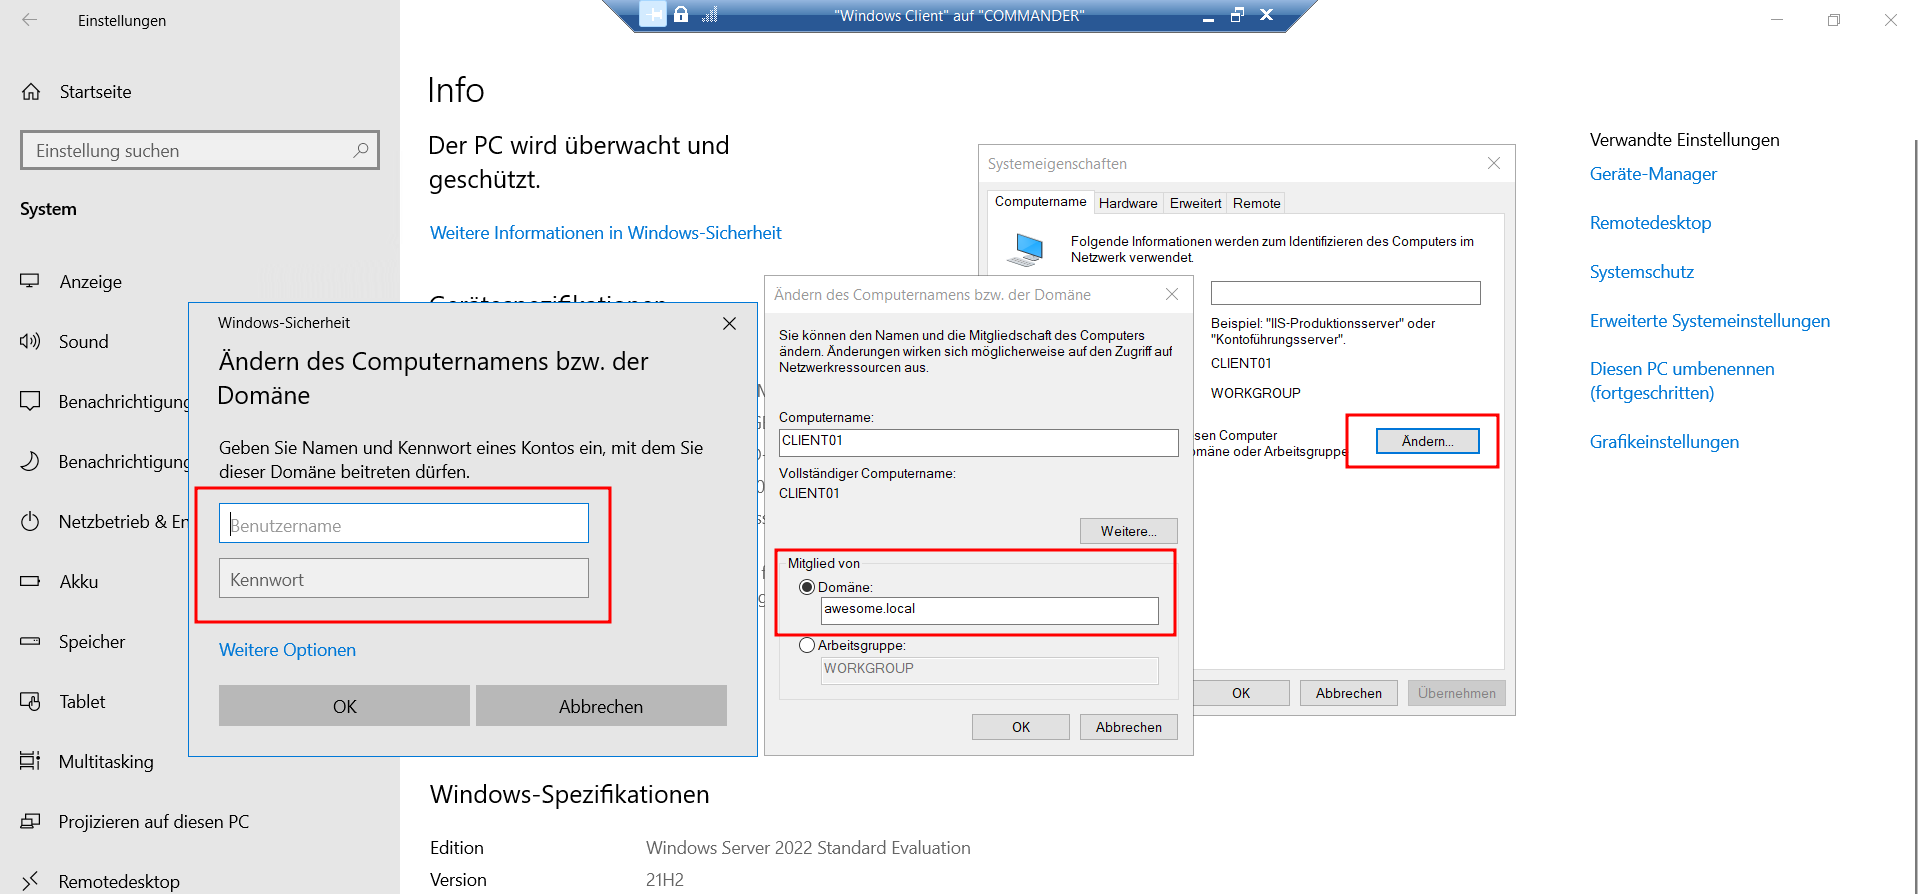 Einstellungen
"Windows Client" auf "COMMANDER"
Startseite
Einstellung suchen
System
Anzeige
Sound
Benachrichtigung
Benachrichtigung
Netzbetrieb & En
Akku
Speicher
Tablet
Multitasking
Projizieren auf diesen PC
Remotedesktop
Info
Der PC wird überwacht und
geschützt.
Weitere Informationen in Windows-Sicherheit
Gerätespezifikationen
Windows-Sicherheit
Ändern des Computernamens bzw. der
Domäne
Geben Sie Namen und Kennwort eines Kontos ein, mit dem Sie
dieser Domäne beitreten dürfen.
Benutzername
Kennwort
Weitere Optionen
OK
Abbrechen
Ändern des Computernamens bzw. der Domäne
Sie können den Namen und die Mitgliedschaft des Computers
ändern. Änderungen wirken sich möglicherweise auf den Zugriff auf
Netzwerkressourcen aus.
Computername:
CLIENT01
Vollständiger Computername:
CLIENT01
Weitere...
Mitglied von
Domäne:
awesome.local
Arbeitsgruppe:
WORKGROUP
OK
Abbrechen
Systemeigenschaften
Computername
Hardware
Erweitert
Remote
Folgende Informationen werden zum Identifizieren des Computers im
Netzwerk verwendet.
Beispiel: "IIS-Produktionsserver" oder
"Kontoführungsserver".
CLIENT01
WORKGROUP
sen Computer
omäne oder Arbeitsgruppe
Ändern...
OK
Abbrechen
Übernehmen
Windows-Spezifikationen
Edition
Windows Server 2022 Standard Evaluation
Version
21H2
Verwandte Einstellungen
Geräte-Manager
Remotedesktop
Systemschutz
Erweiterte Systemeinstellungen
Diesen PC umbenennen
(fortgeschritten)
Grafikeinstellungen